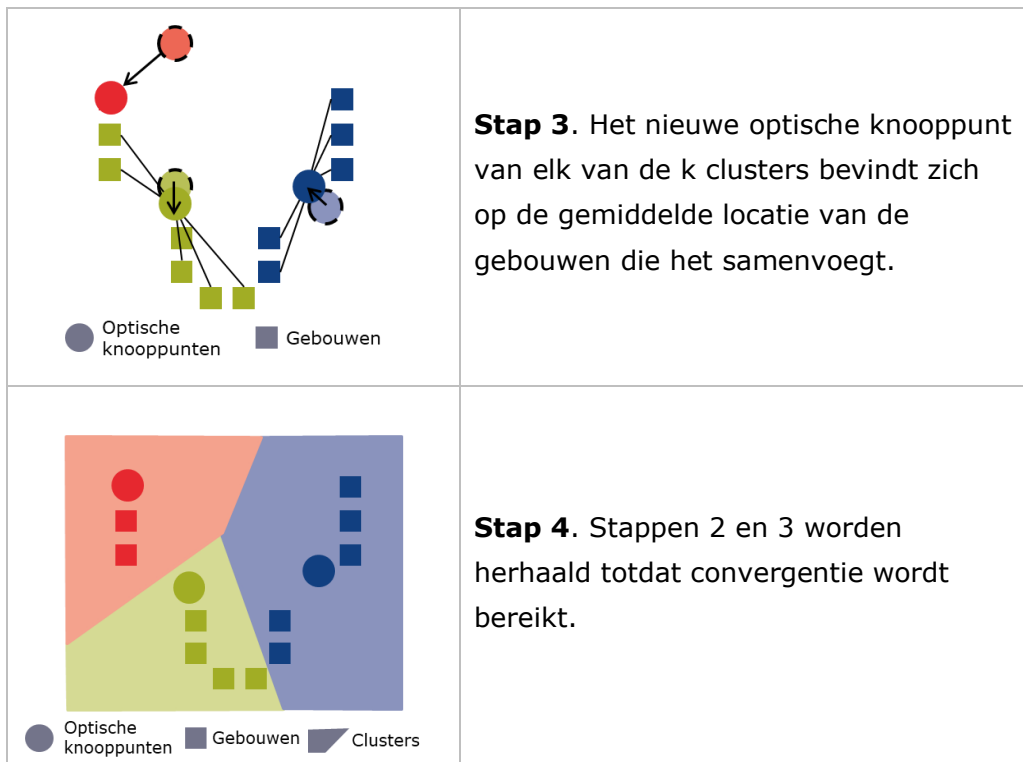 Optische
knooppunten
Gebouwen
Stap 3. Het nieuwe optische knooppunt
van elk van de k clusters bevindt zich
op de gemiddelde locatie van de
gebouwen die het samenvoegt.
Optische
knooppunten
Gebouwen
Clusters
Stap 4. Stappen 2 en 3 worden
herhaald totdat convergentie wordt
bereikt.